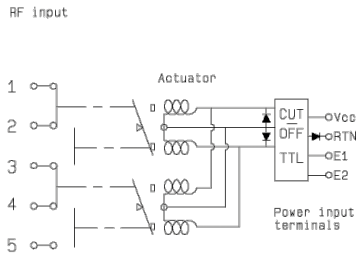 RF input
Actuator
1
2
3
4
5
CUT
OFF
TTL
Vcc
RTN
E1
E2
Power input
terminals